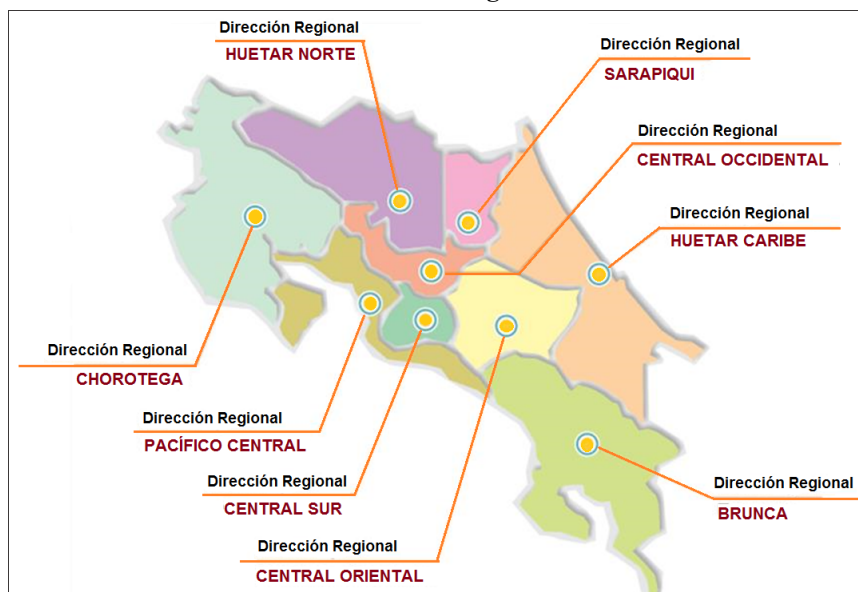 Dirección Regional
HUETAR NORTE
Dirección Regional
SARAPIQUI
Dirección Regional
CENTRAL OCCIDENTAL
Dirección Regional
HUETAR CARIBE
Dirección Regional
CHOROTEGA
Dirección Regional
PACÍFICO CENTRAL
Dirección Regional
CENTRAL SUR
Dirección Regional
BRUNCA
Dirección Regional
CENTRAL ORIENTAL